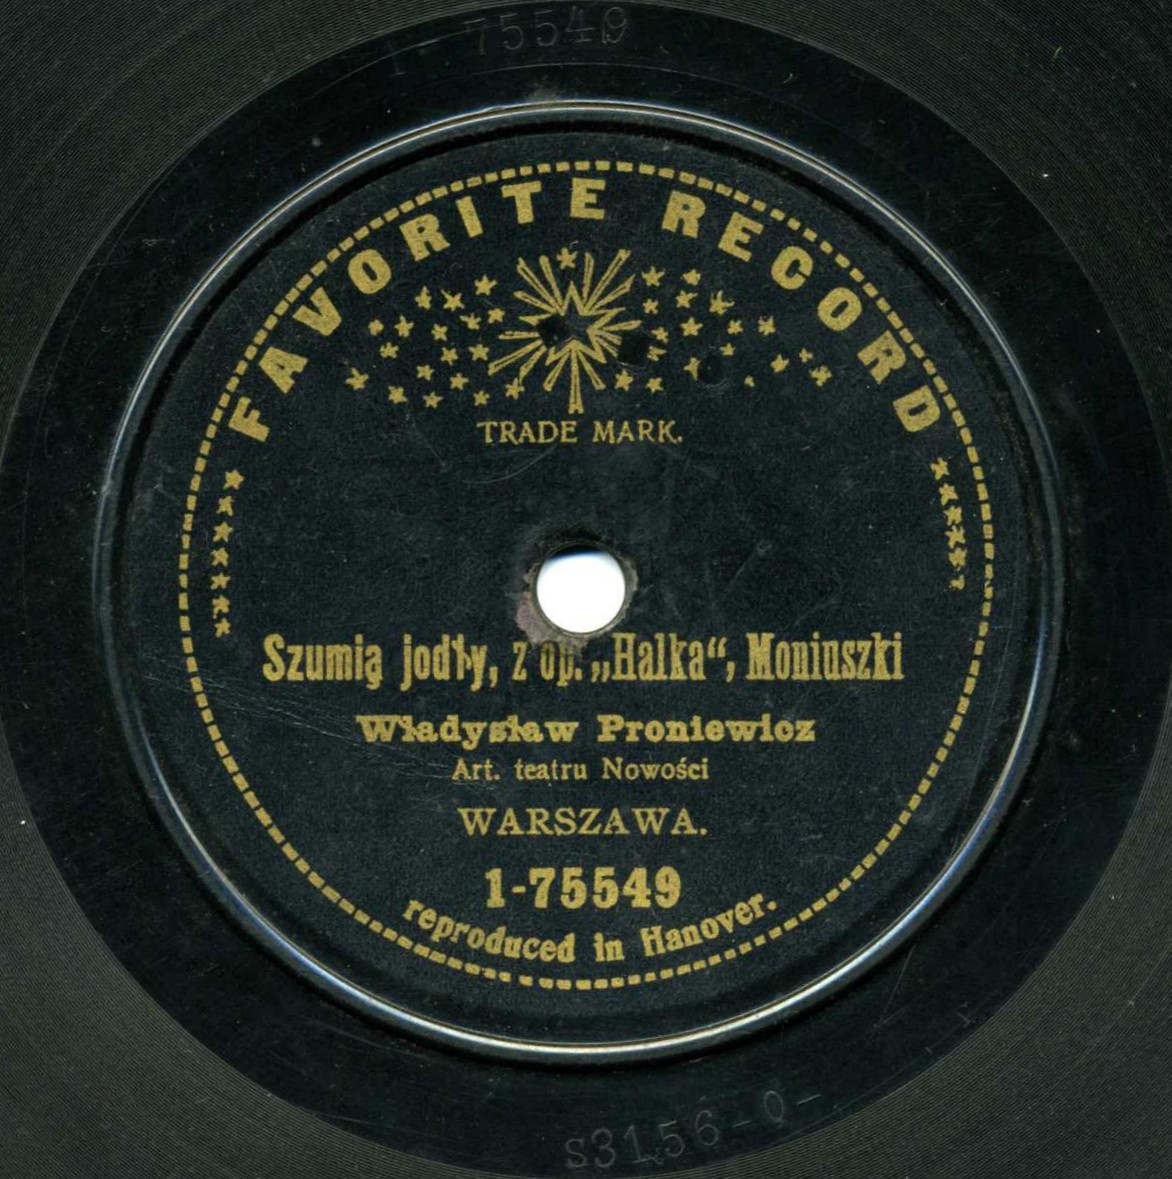 1-75549
FAVORITE RECORD
TRADE MARK.
Szumią jodły, z op. „Halka“, Moniuszki
Władysław Proniewicz
Art. teatru Nowości
WARSZAWA.
1-75549
reproduced in Hanover.
S3156-0-